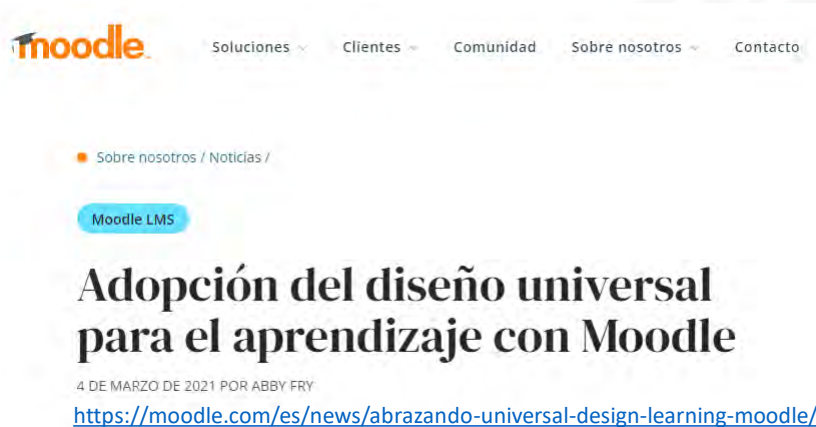 moodle
Soluciones Clientes Comunidad Sobre nosotros Contacto
Sobre nosotros / Noticias /
Moodle LMS
Adopción del diseño universal
para el aprendizaje con Moodle
4 DE MARZO DE 2021 POR ABBY FRY
https://moodle.com/es/news/abrazando-universal-design-learning-moodle/